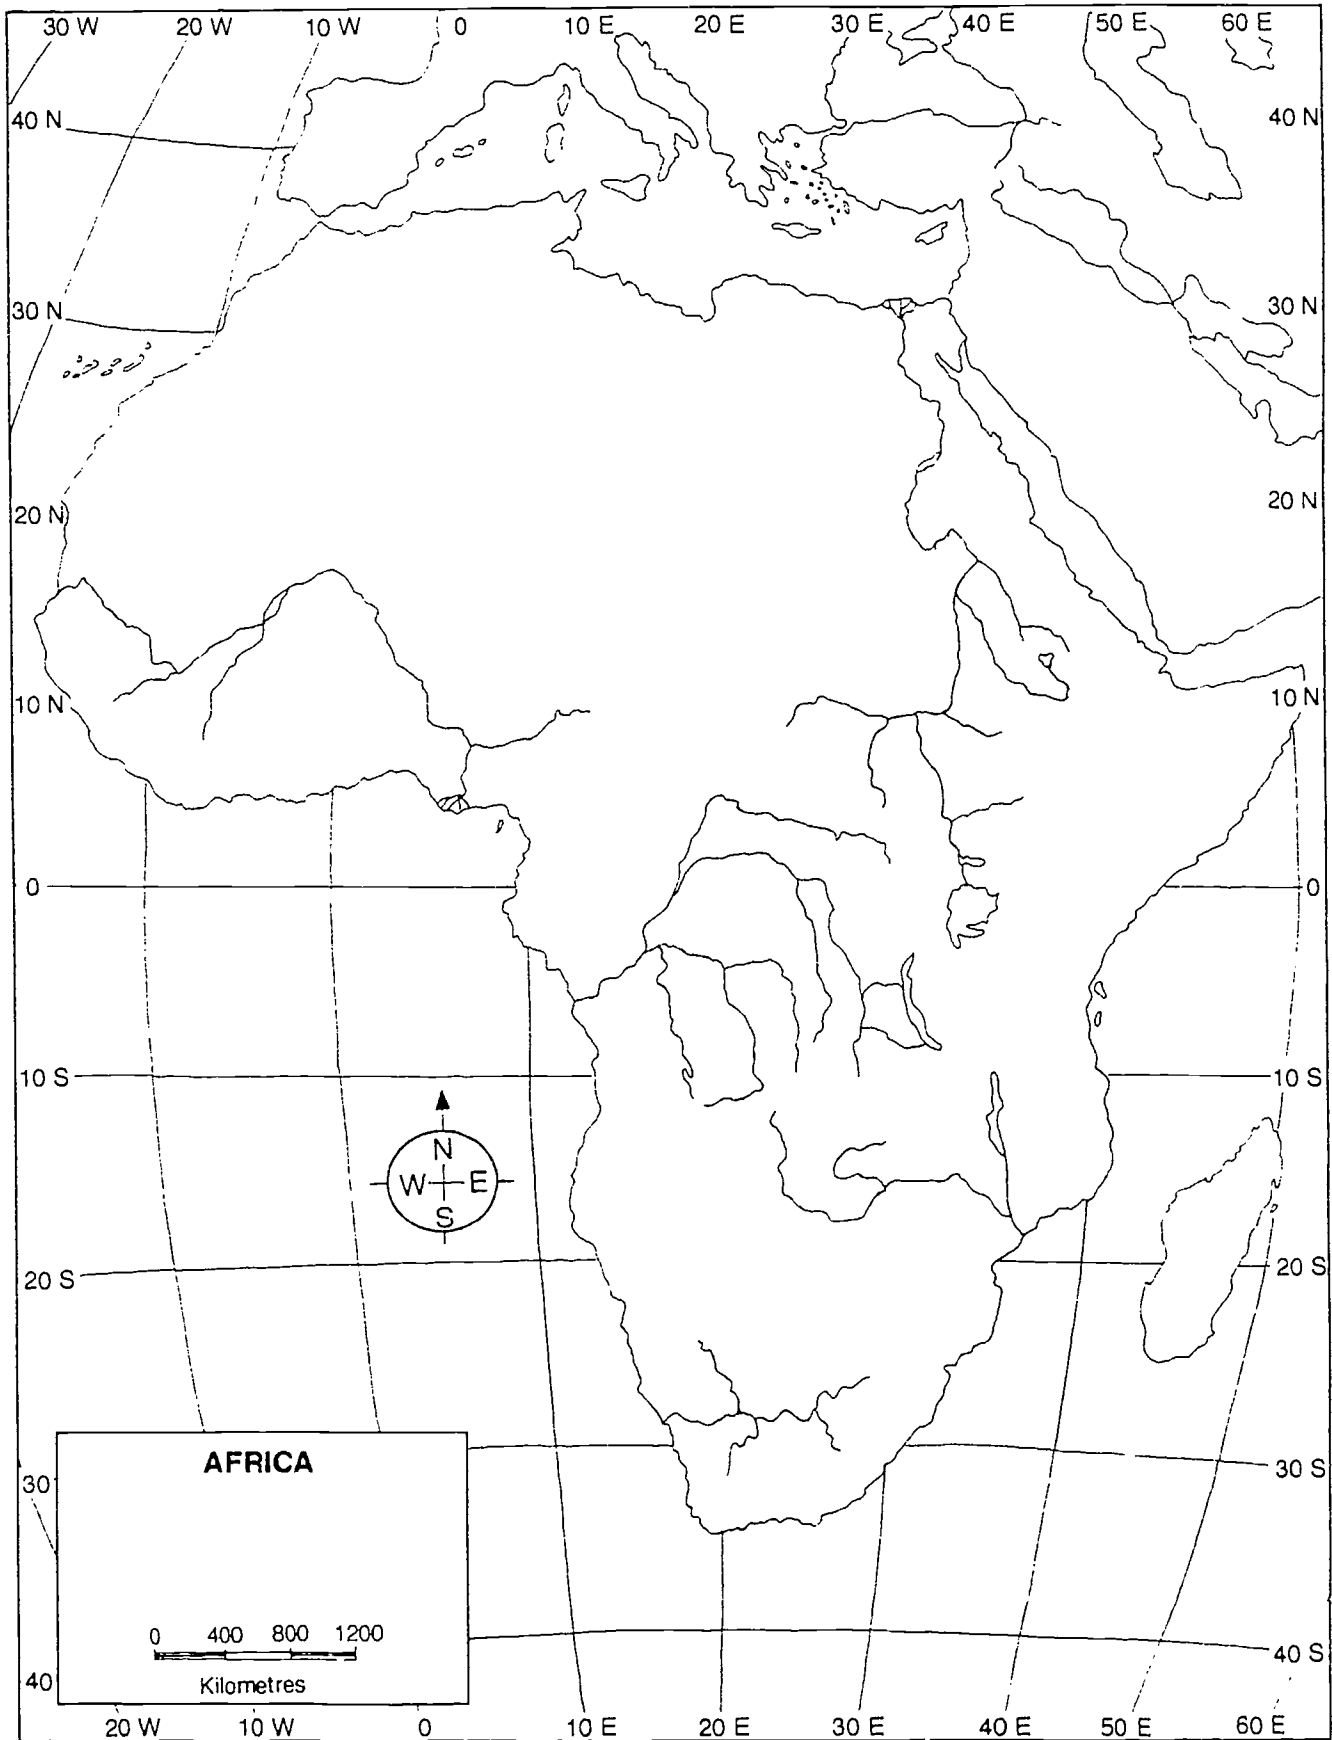 30 W 20 W 10 W 0 10 E 20 E 30 E 40 E 50 E 60 E
40 N 40 N
30 N 30 N
20 N 20 N
10 N 10 N
0 0
10 S 10 S
N
W E
S
20 S 20 S
AFRICA
30 30 S
0 400 800 1200
Kilometres
40 40 S
20 W 10 W 0 10 E 20 E 30 E 40 E 50 E 60 E